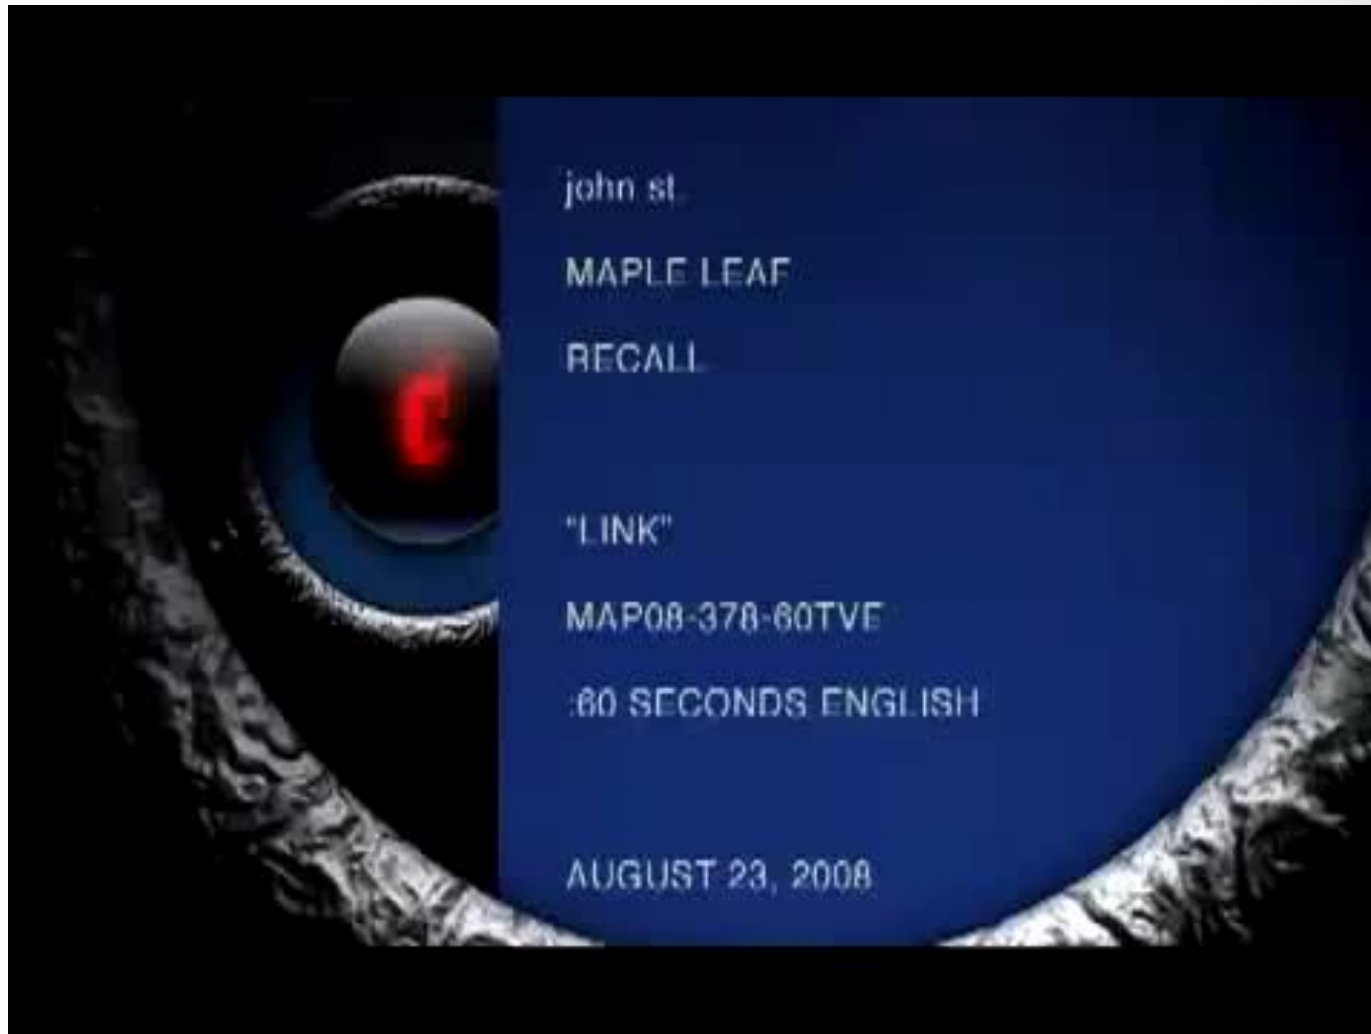 john st.
MAPLE LEAF
RECALL
"LINK"
MAP08-378-60TVE
:60 SECONDS ENGLISH
AUGUST 23, 2008